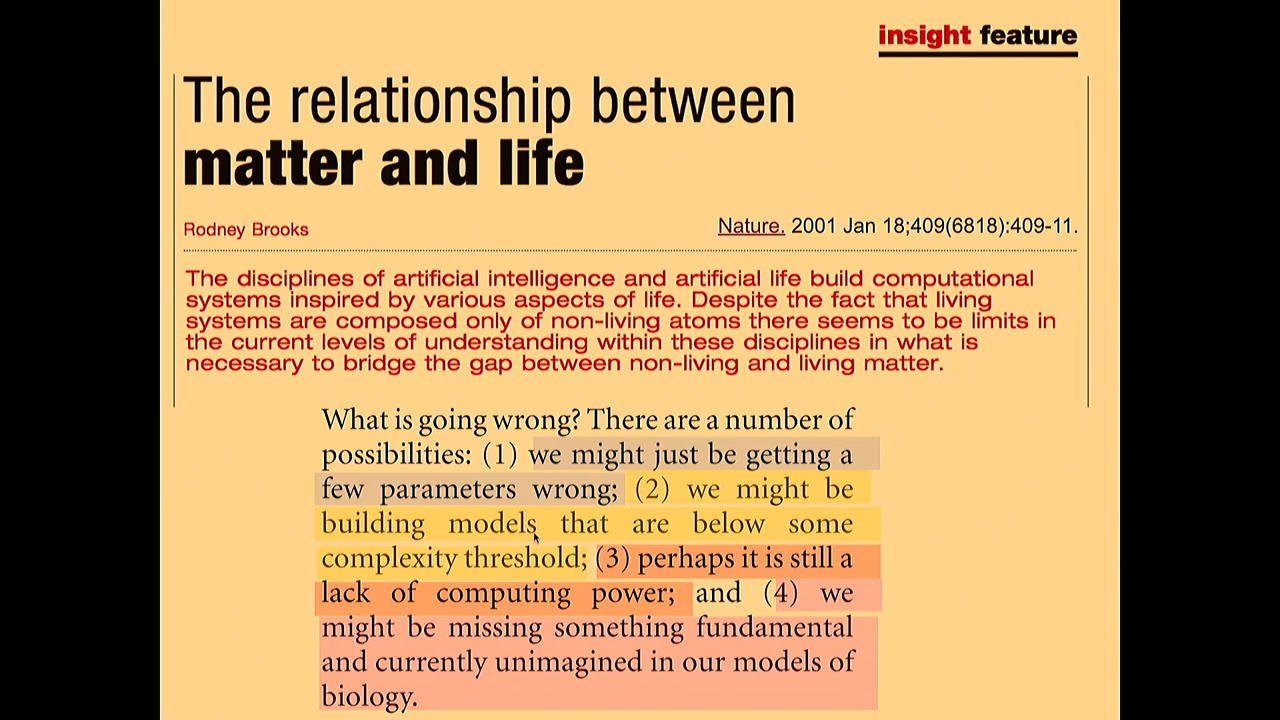 insight feature
The relationship between
matter and life
Rodney Brooks
Nature. 2001 Jan 18;409(6818):409-11.
The disciplines of artificial intelligence and artificial life build computational
systems inspired by various aspects of life. Despite the fact that living
systems are composed only of non-living atoms there seems to be limits in
the current levels of understanding within these disciplines in what is
necessary to bridge the gap between non-living and living matter.
What is going wrong? There are a number of
possibilities: (1) we might just be getting a
few parameters wrong; (2) we might be
building models that are below some
complexity threshold; (3) perhaps it is still a
lack of computing power; and (4) we
might be missing something fundamental
and currently unimagined in our models of
biology.